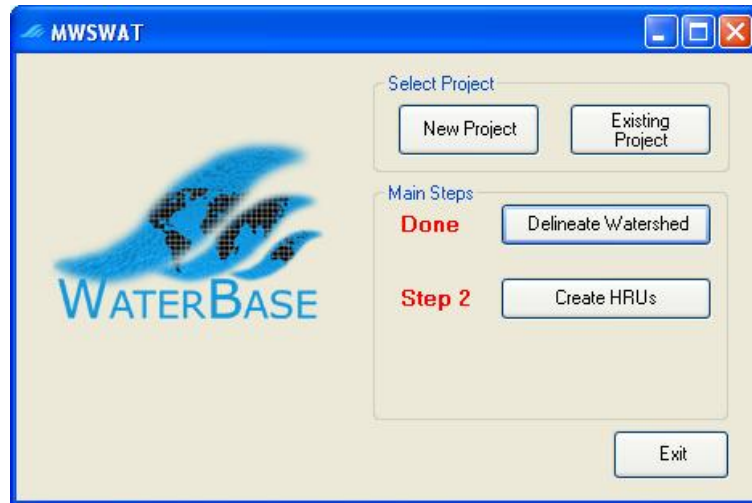 MWSWAT
Select Project
New Project
Existing
Project
Main Steps
Done
Delineate Watershed
WATERBASE
Step 2
Create HRUs
Exit